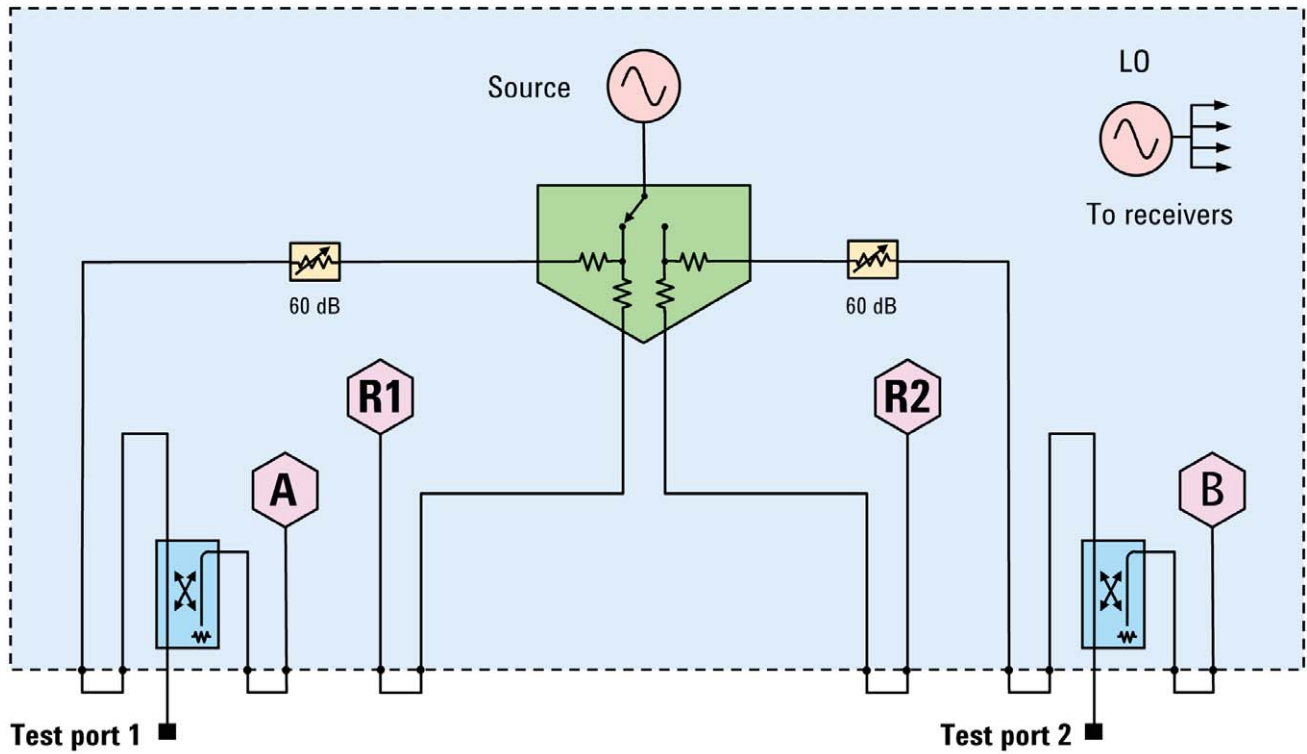 LO
Source
To receivers
60 dB
60 dB
R1
R2
A
B
Test port 1
Test port 2